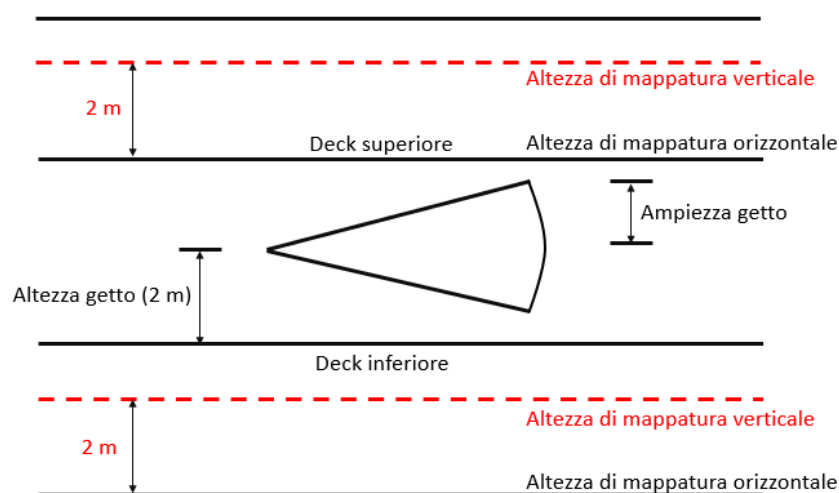 Altezza di mappatura verticale
2 m
Deck superiore
Altezza di mappatura orizzontale
Ampiezza getto
Altezza getto (2 m)
Deck inferiore
Altezza di mappatura verticale
2 m
Altezza di mappatura orizzontale